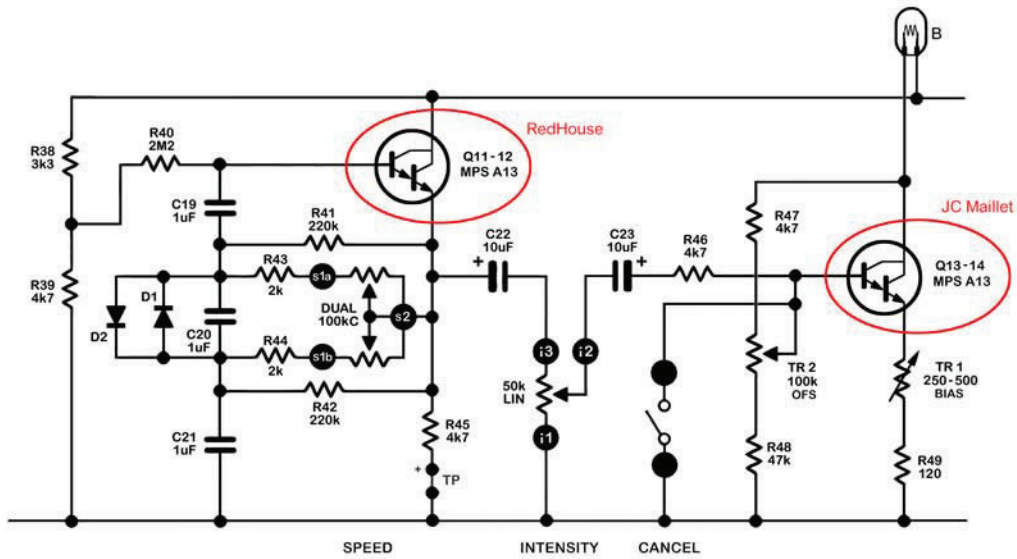 B
RedHouse
R38
3k3
R40
2M2
Q11-12
MPS A13
C19
1uF
R41
220k
JC Maillet
R47
4k7
C22
10uF
C23
10uF
R46
4k7
R43
2k
s1a
Q13-14
MPS A13
R39
4k7
D1
D2
DUAL
100kC
s2
C20
1uF
R44
2k
s1b
i3
i2
50k
LIN
i1
TR 2
100k
OFS
TR 1
250-500
BIAS
R42
220k
R45
4k7
C21
1uF
+
TP
+
+
R48
47k
R49
120
SPEED
INTENSITY
CANCEL